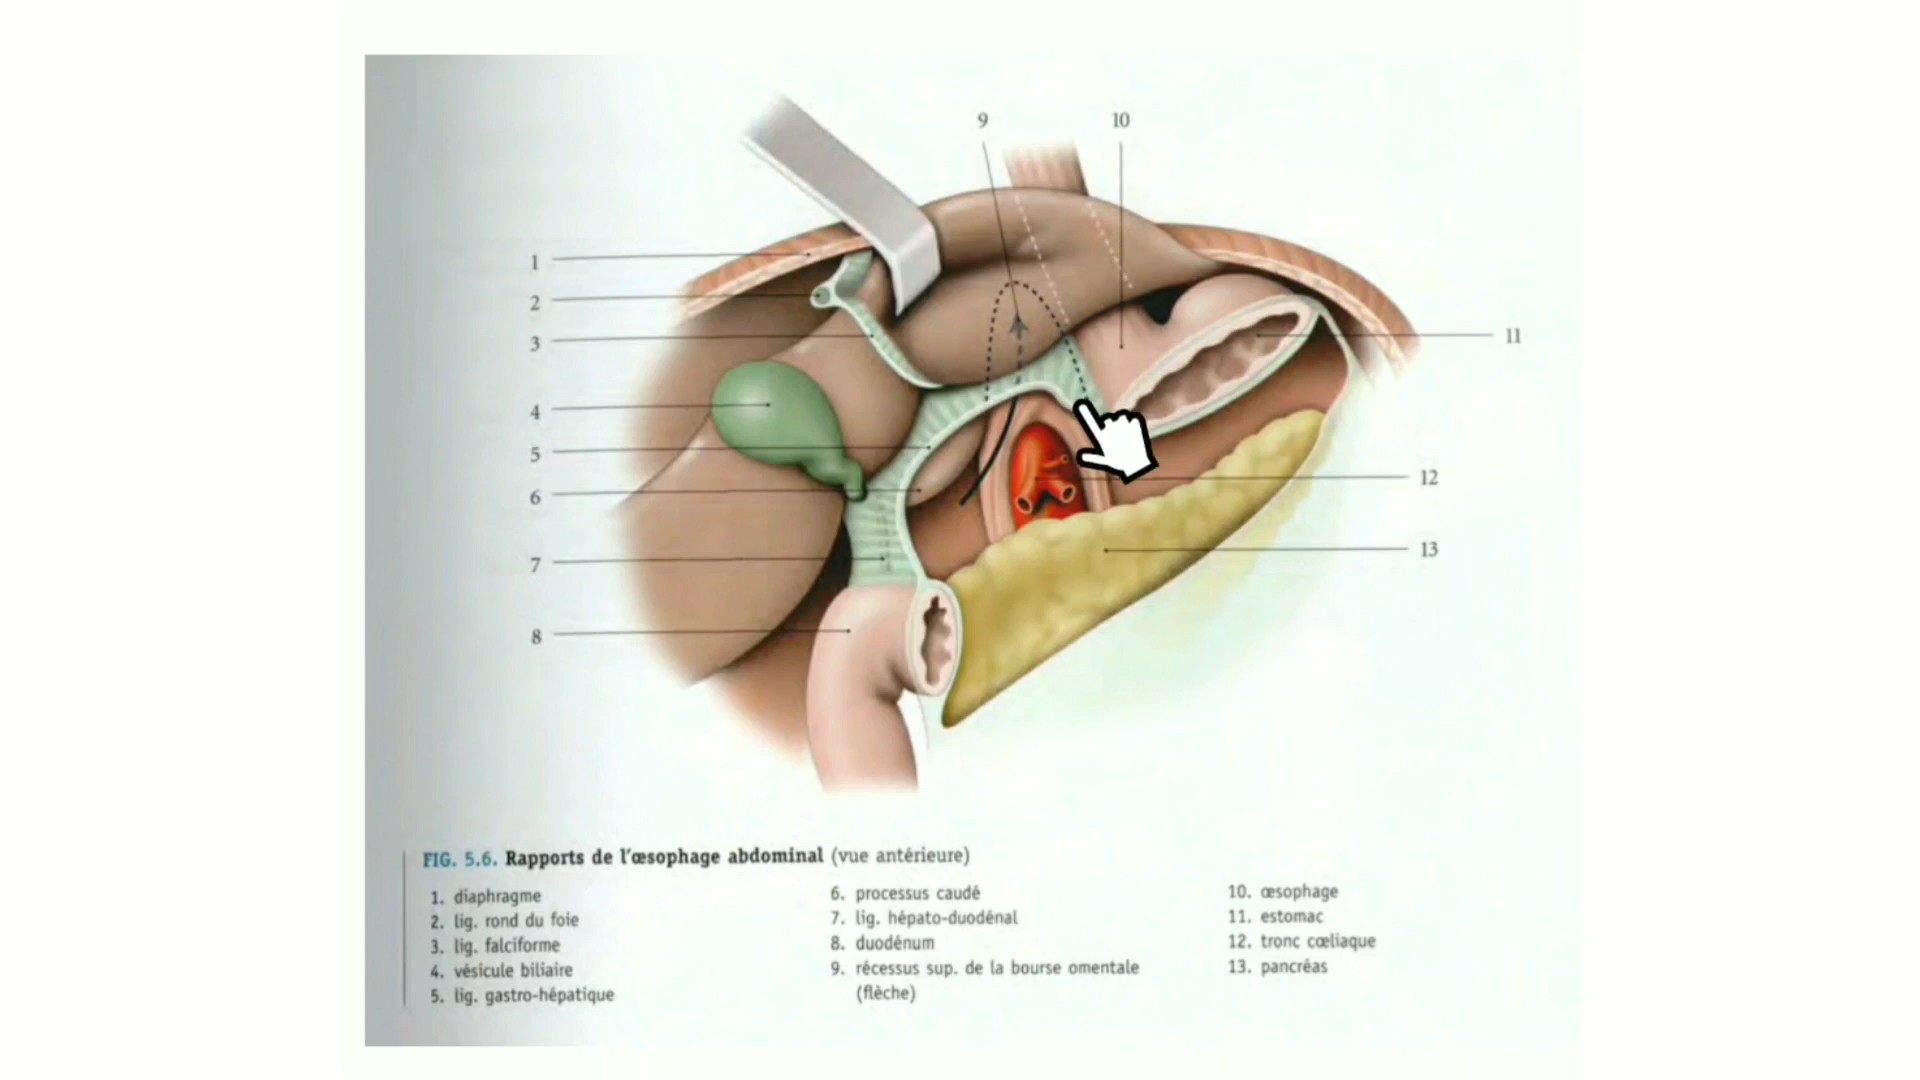 9 10
1
2
3
11
4
5
12
6
13
7
8
FIG. 5.6. Rapports de l'œsophage abdominal (vue antérieure)
1. diaphragme
2. lig. rond du foie
3. lig. falciforme
4. vésicule biliaire
5. lig. gastro-hépatique
6. processus caudé
7. lig. hépato-duodénal
8. duodénum
9. récessus sup. de la bourse omentale
(flèche)
10. œsophage
11. estomac
12. tronc cœliaque
13. pancréas